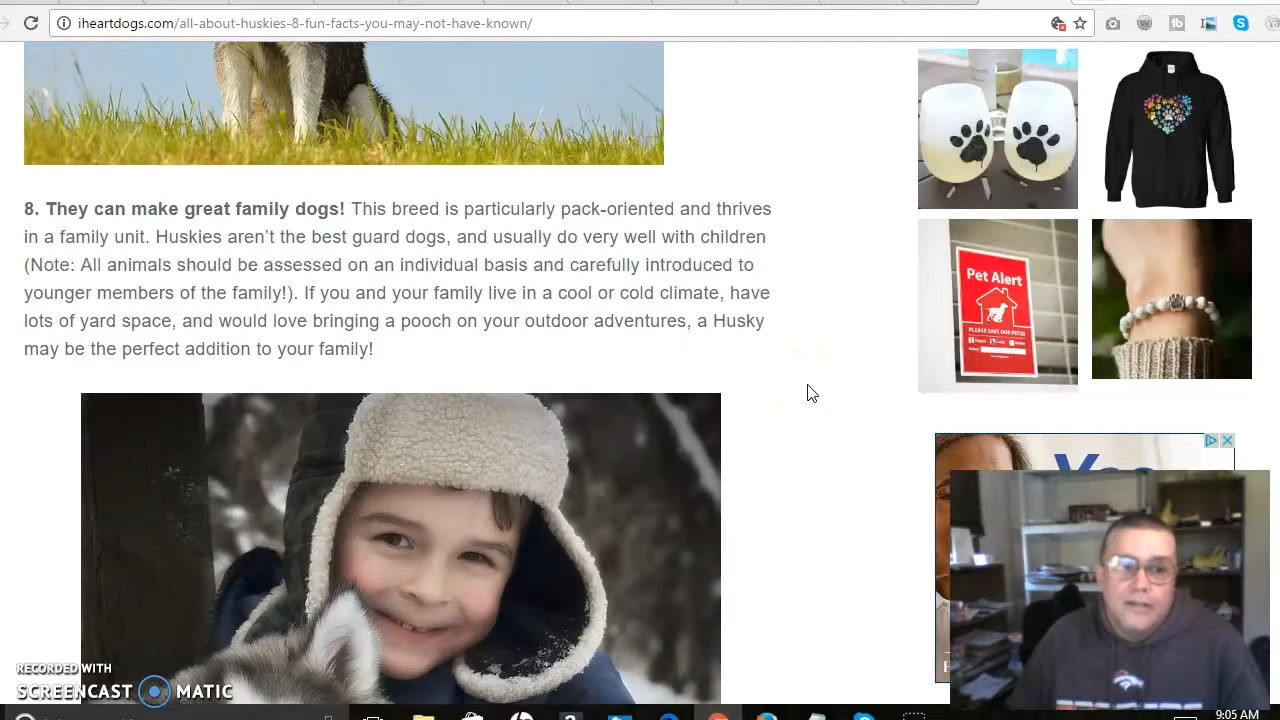 iheartdogs.com/all-about-huskies-8-fun-facts-you-may-not-have-known/
8. They can make great family dogs! This breed is particularly pack-oriented and thrives
in a family unit. Huskies aren't the best guard dogs, and usually do very well with children
(Note: All animals should be assessed on an individual basis and carefully introduced to
younger members of the family!) If you and your family live in a cool or cold climate, have
lots of yard space, and would love bringing a pooch on your outdoor adventures, a Husky
may be the perfect addition to your family!
Pet Alert
PLEASE SAVE OUR PET(S)
RECORDED WITH
SCREENCAST MATIC
9:05 AM